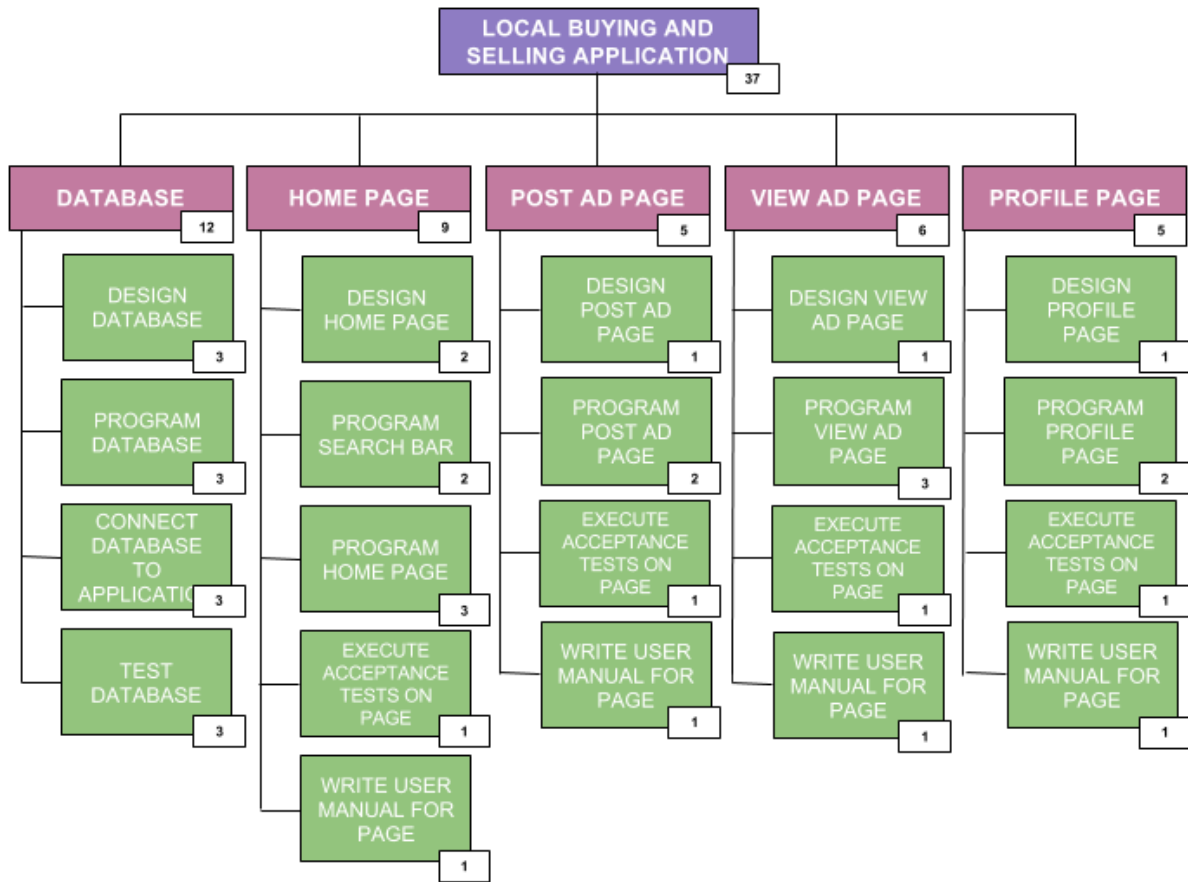 LOCAL BUYING AND
SELLING APPLICATION
37
DATABASE
12
DESIGN
DATABASE
3
PROGRAM
DATABASE
3
CONNECT
DATABASE
TO
APPLICATION
3
TEST
DATABASE
3
HOME PAGE
9
DESIGN
HOME PAGE
2
PROGRAM
SEARCH BAR
2
PROGRAM
HOME PAGE
3
EXECUTE
ACCEPTANCE
TESTS ON
PAGE
1
WRITE USER
MANUAL FOR
PAGE
1
POST AD PAGE
5
DESIGN
POST AD
PAGE
1
PROGRAM
POST AD
PAGE
2
EXECUTE
ACCEPTANCE
TESTS ON
PAGE
1
WRITE USER
MANUAL FOR
PAGE
1
VIEW AD PAGE
6
DESIGN VIEW
AD PAGE
1
PROGRAM
VIEW AD
PAGE
3
EXECUTE
ACCEPTANCE
TESTS ON
PAGE
1
WRITE USER
MANUAL FOR
PAGE
1
PROFILE PAGE
5
DESIGN
PROFILE
PAGE
1
PROGRAM
PROFILE
PAGE
2
EXECUTE
ACCEPTANCE
TESTS ON
PAGE
1
WRITE USER
MANUAL FOR
PAGE
1